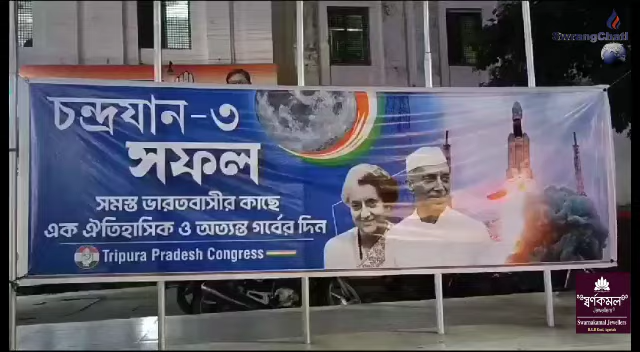 চন্দ্রযান-৩
সফল
সমস্ত ভারতবাসীর কাছে
এক ঐতিহাসিক ও অত্যন্ত গর্বের দিন
Tripura Pradesh Congress
SwrangChati
স্বর্ণকমল
Jewellers
Swarnakamal Jewellers